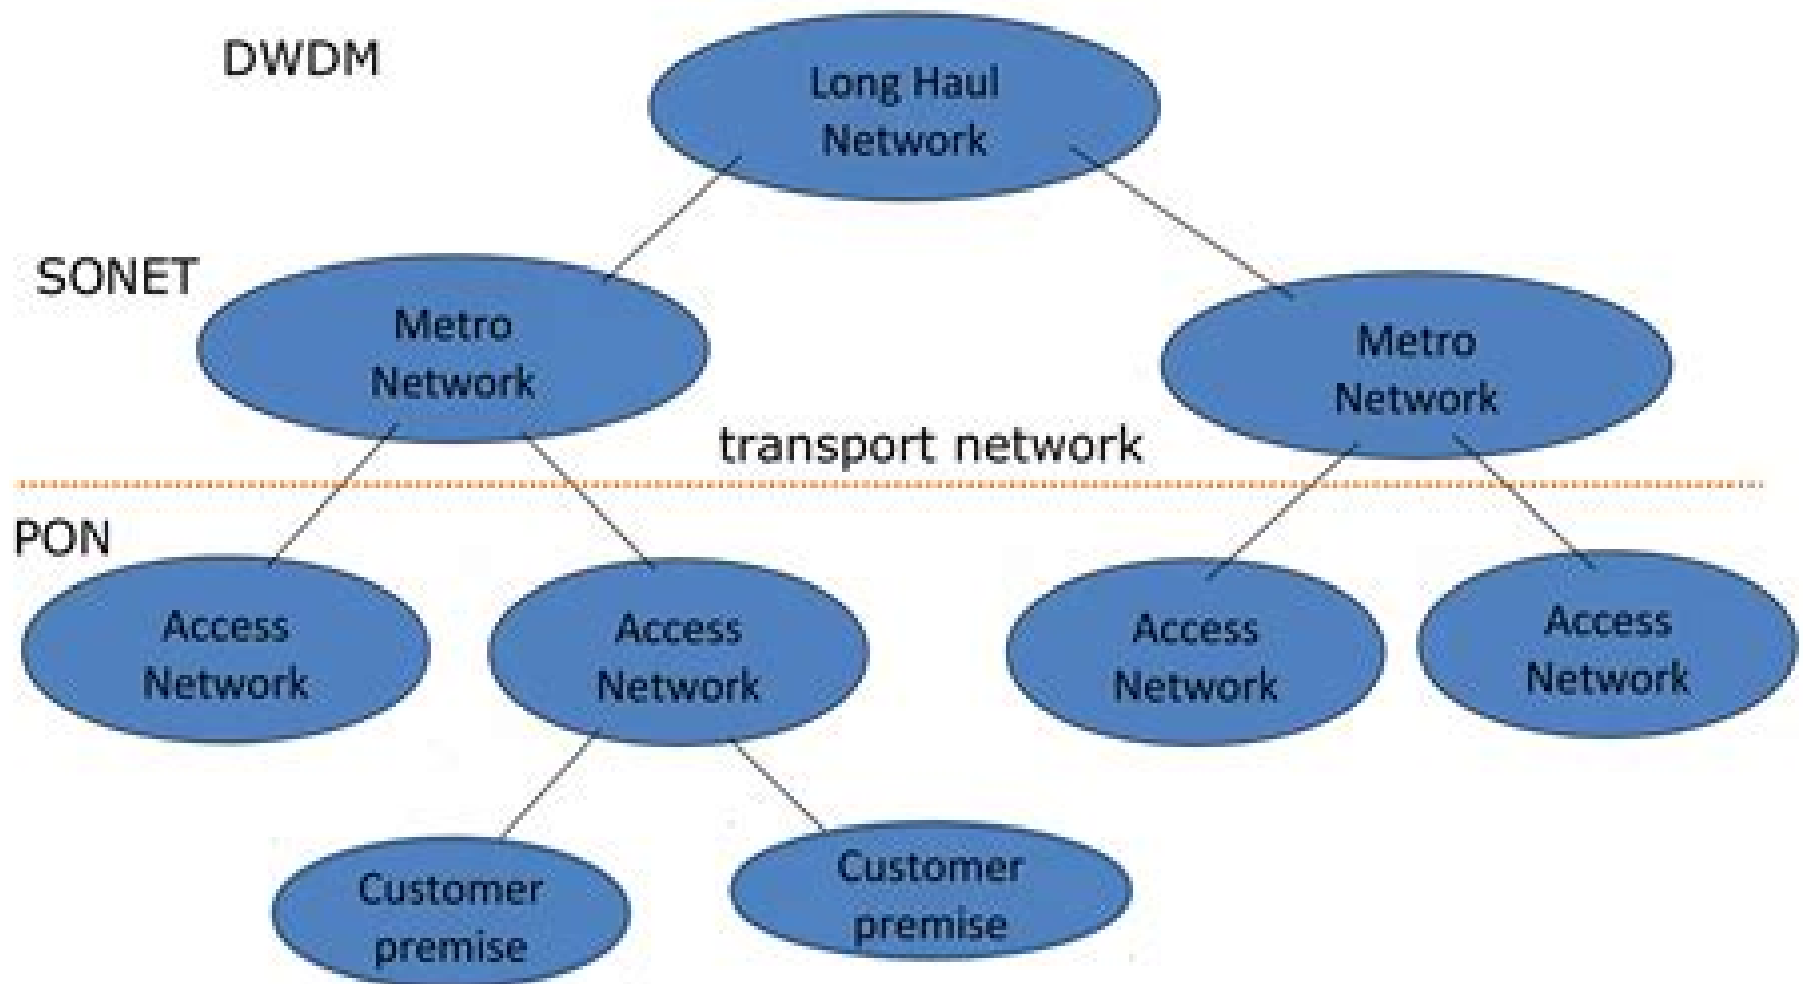 DWDM
Long Haul
Network
SONET
Metro
Network
Metro
Network
transport network
PON
Access
Network
Access
Network
Access
Network
Access
Network
Customer
premise
Customer
premise